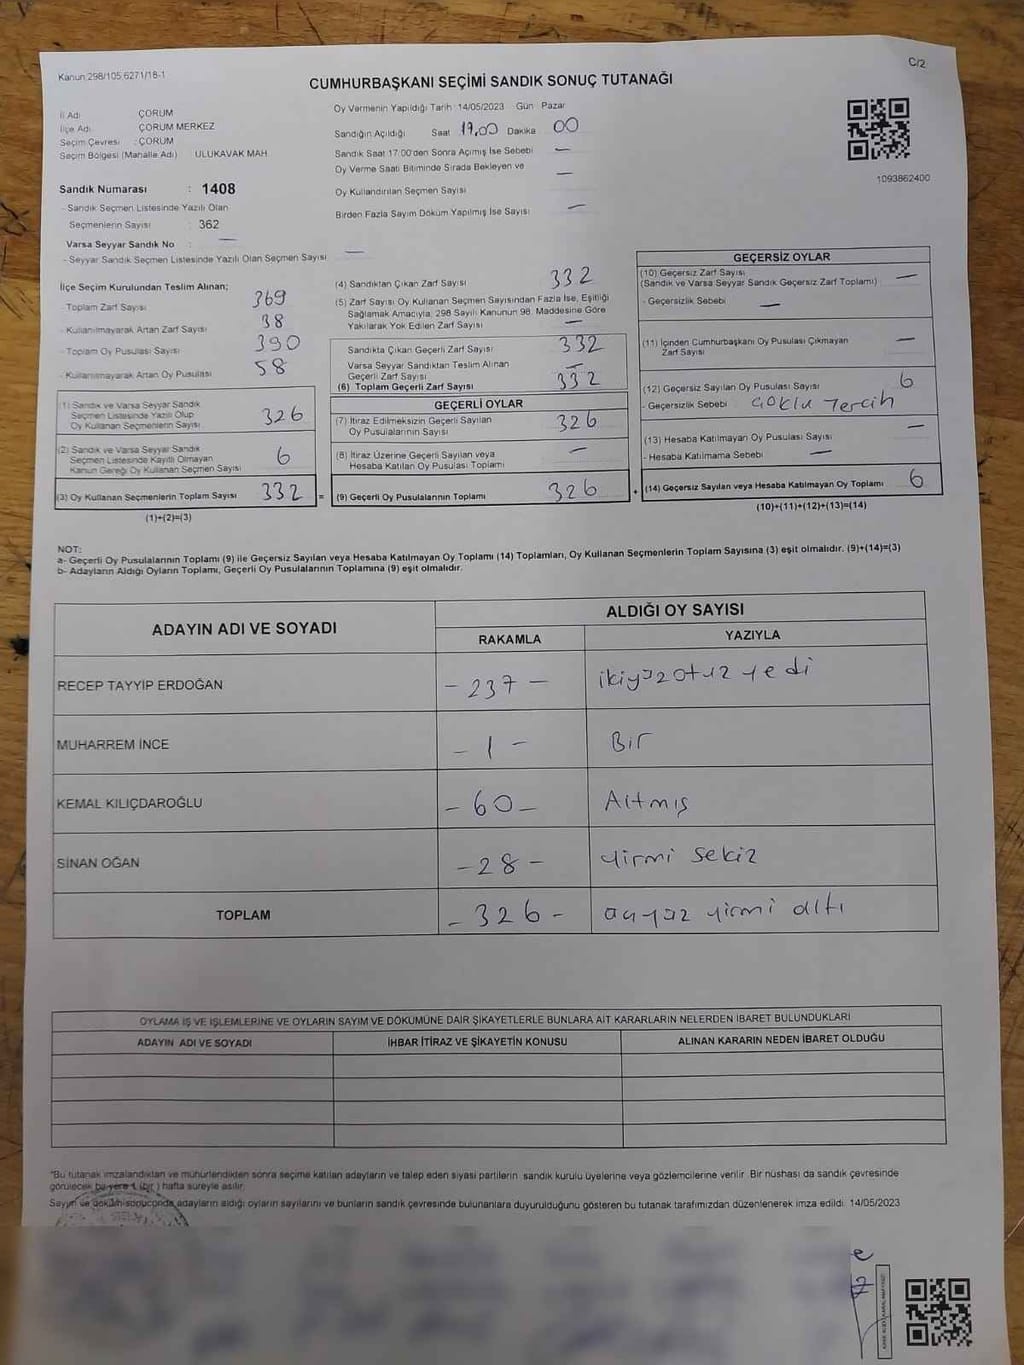 Kanun 298/105 6271/18-1
C/2
CUMHURBAŞKANI SEÇİMİ SANDIK SONUÇ TUTANAĞI
İl Adı ÇORUM
İlçe Adı ÇORUM MERKEZ
Seçim Çevresi : ÇORUM
Seçim Bölgesi (Mahalle Adı) ULUKAVAK MAH
Sandık Numarası : 1408
- Sandık Seçmen Listesinde Yazılı Olan
Seçmenlerin Sayısı : 362
Varsa Seyyar Sandık No : —
- Seyyar Sandık Seçmen Listesinde Yazılı Olan Seçmen Sayısı —
Oy Vermenin Yapıldığı Tarih :14/05/2023 Gün Pazar
Sandığın Açıldığı Saat 17,00 Dakika 00
Sandık Saat 17:00'den Sonra Açılmış İse Sebebi —
Oy Verme Saati Bitiminde Sırada Bekleyen ve
Oy Kullandırılan Seçmen Sayısı —
Birden Fazla Sayım Döküm Yapılmış İse Sayısı —
1093862400
İlçe Seçim Kurulundan Teslim Alınan;
- Toplam Zarf Sayısı 369
- Kullanılmayarak Artan Zarf Sayısı 38
- Toplam Oy Pusulası Sayısı 390
- Kullanılmayarak Artan Oy Pusulası 58
(1) Sandık ve Varsa Seyyar Sandık
Seçmen Listesinde Yazılı Olup
Oy Kullanan Seçmenlerin Sayısı 326
(2) Sandık ve Varsa Seyyar Sandık
Seçmen Listesinde Kayıtlı Olmayan
Kanun Gereği Oy Kullanan Seçmen Sayısı 6
(3) Oy Kullanan Seçmenlerin Toplam Sayısı 332 =
(1)+(2)=(3)
(4) Sandıktan Çıkan Zarf Sayısı 332
(5) Zarf Sayısı Oy Kullanan Seçmen Sayısından Fazla İse, Eşitliği
Sağlamak Amacıyla, 298 Sayılı Kanunun 98. Maddesine Göre
Yakılarak Yok Edilen Zarf Sayısı —
Sandıkta Çıkan Geçerli Zarf Sayısı 332
Varsa Seyyar Sandıktan Teslim Alınan
Geçerli Zarf Sayısı —
(6) Toplam Geçerli Zarf Sayısı 332
GEÇERLİ OYLAR
(7) İtiraz Edilmeksizin Geçerli Sayılan
Oy Pusulalarının Sayısı 326
(8) İtiraz Üzerine Geçerli Sayılan veya
Hesaba Katılan Oy Pusulası Toplamı —
(9) Geçerli Oy Pusulalarının Toplamı 326 +
GEÇERSİZ OYLAR
(10) Geçersiz Zarf Sayısı —
(Sandık ve Varsa Seyyar Sandık Geçersiz Zarf Toplamı)
- Geçersizlik Sebebi —
(11) İçinden Cumhurbaşkanı Oy Pusulası Çıkmayan
Zarf Sayısı —
(12) Geçersiz Sayılan Oy Pusulası Sayısı 6
- Geçersizlik Sebebi Çoklu Tercih
(13) Hesaba Katılmayan Oy Pusulası Sayısı —
- Hesaba Katılmama Sebebi —
(14) Geçersiz Sayılan veya Hesaba Katılmayan Oy Toplamı 6
(10)+(11)+(12)+(13)=(14)
NOT:
a- Geçerli Oy Pusulalarının Toplamı (9) ile Geçersiz Sayılan veya Hesaba Katılmayan Oy Toplamı (14) Toplamları, Oy Kullanan Seçmenlerin Toplam Sayısına (3) eşit olmalıdır. (9)+(14)=(3)
b- Adayların Aldığı Oyların Toplamı, Geçerli Oy Pusulalarının Toplamına (9) eşit olmalıdır.
ADAYIN ADI VE SOYADI
ALDIĞI OY SAYISI
RAKAMLA YAZIYLA
RECEP TAYYİP ERDOĞAN - 237 - ikiyüzotuz yedi
MUHARREM İNCE - 1 - Bir
KEMAL KILIÇDAROĞLU - 60 - Altmış
SİNAN OĞAN - 28 - yirmi sekiz
TOPLAM - 326 - üçyüz yirmi altı
OYLAMA İŞ VE İŞLEMLERİNE VE OYLARIN SAYIM VE DÖKÜMÜNE DAİR ŞİKAYETLERLE BUNLARA AİT KARARLARIN NELERDEN İBARET BULUNDUKLARI
ADAYIN ADI VE SOYADI İHBAR İTİRAZ VE ŞİKAYETİN KONUSU ALINAN KARARIN NEDEN İBARET OLDUĞU
*Bu tutanak imzalandıktan ve mühürlendikten sonra seçime katılan adayların ve talep eden siyasi partilerin sandık kurulu üyelerine veya gözlemcilerine verilir. Bir nüshası da sandık çevresinde
görülecek bir yere 1 (bir) hafta süreyle asılır.
Sayım ve döküm sonucunda adayların aldığı oyların sayılarını ve bunların sandık çevresinde bulunanlara duyurulduğunu gösteren bu tutanak tarafımızdan düzenlenerek imza edildi. 14/05/2023